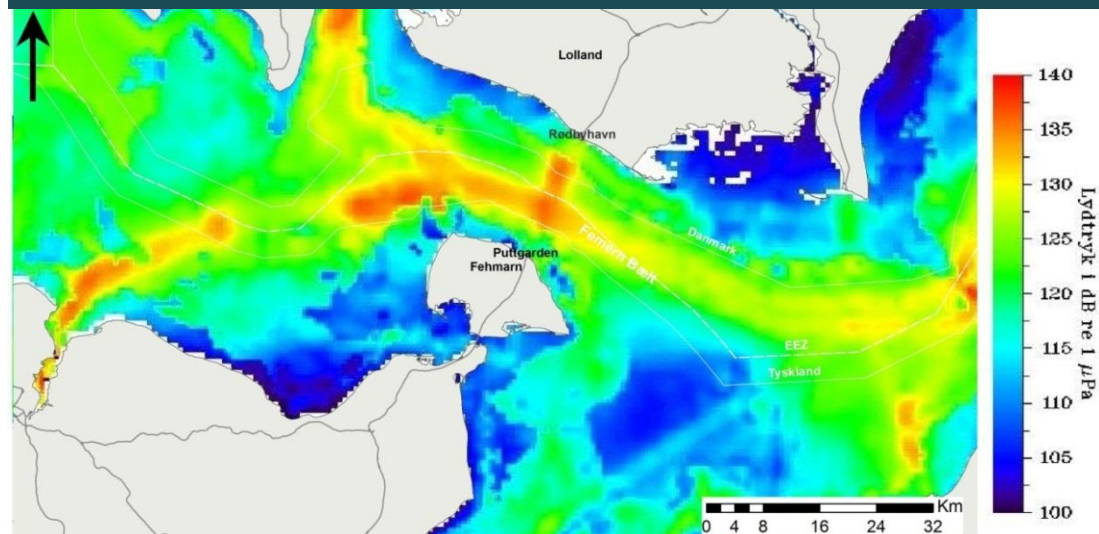 Lolland
Rødbyhavn
Danmark
Puttgarden
Fehmarn
Femern Bælt
EEZ
Tyskland
Km
0 4 8 16 24 32
140
135
130
125
120
115
110
105
100
Lydtryk i dB re 1 µPa